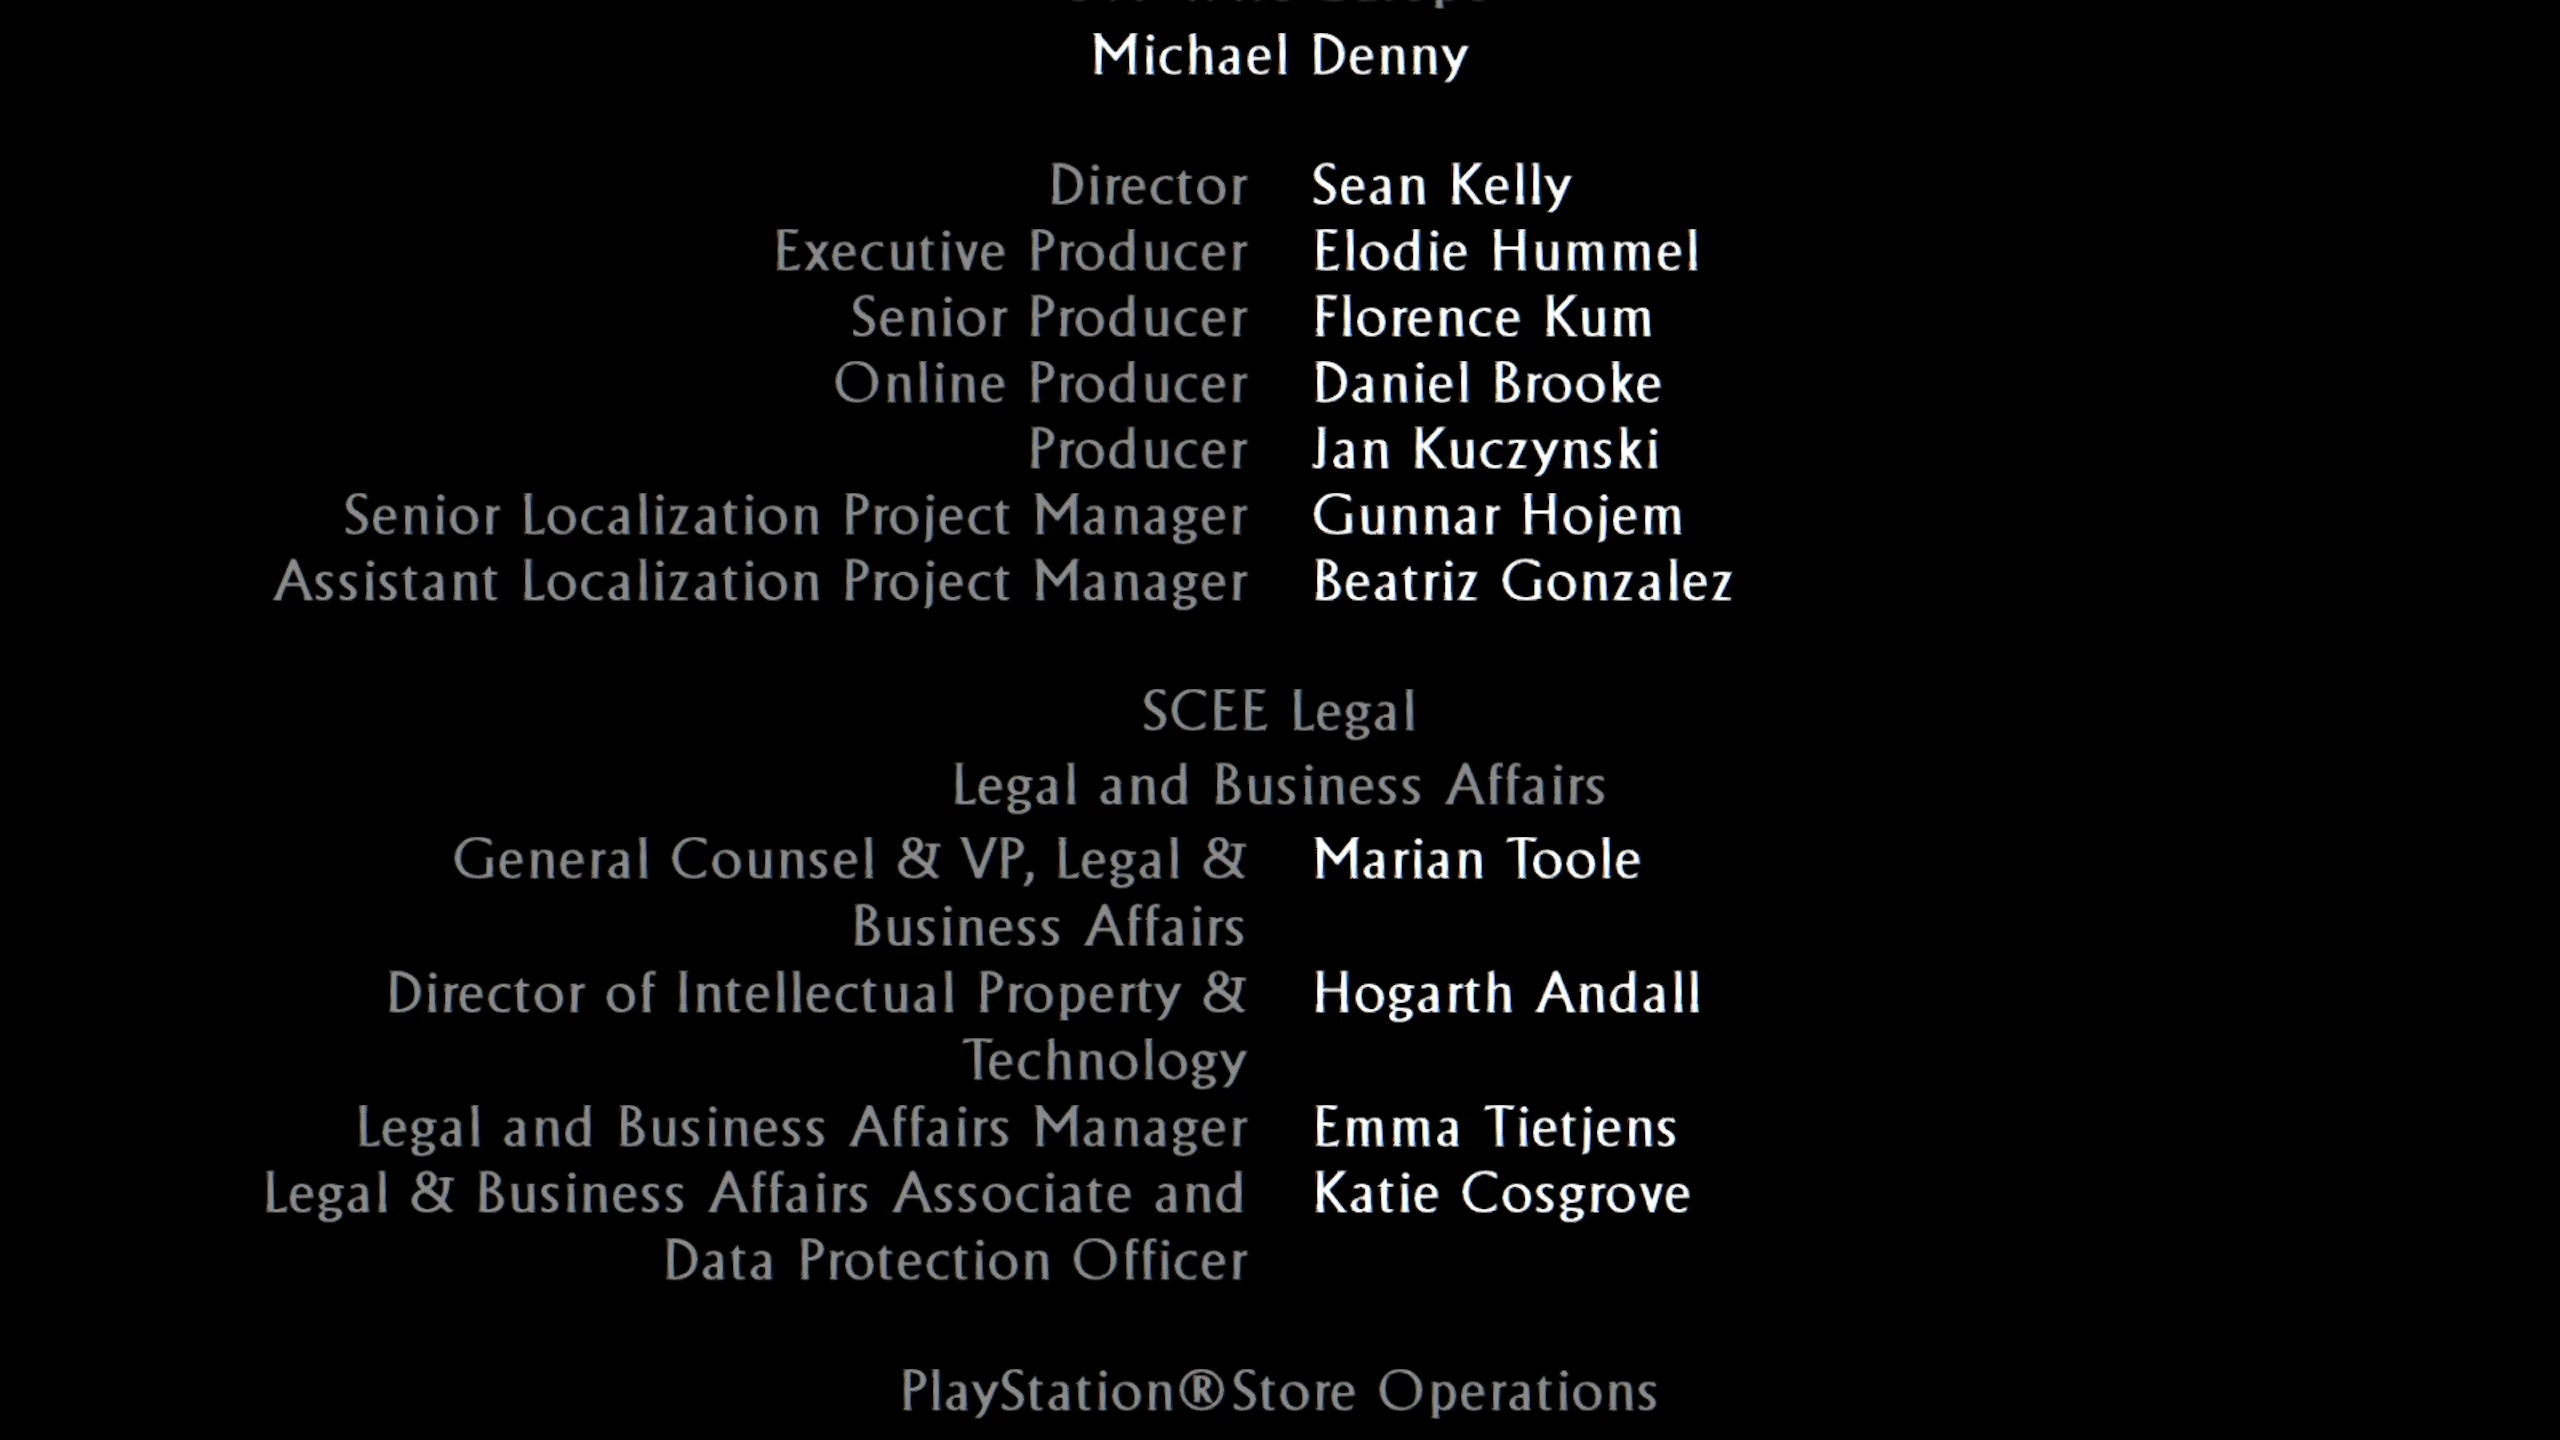 Michael Denny
Director Sean Kelly
Executive Producer Elodie Hummel
Senior Producer Florence Kum
Online Producer Daniel Brooke
Producer Jan Kuczynski
Senior Localization Project Manager Gunnar Hojem
Assistant Localization Project Manager Beatriz Gonzalez
SCEE Legal
Legal and Business Affairs
General Counsel & VP, Legal & Marian Toole
Business Affairs
Director of Intellectual Property & Hogarth Andall
Technology
Legal and Business Affairs Manager Emma Tietjens
Legal & Business Affairs Associate and Katie Cosgrove
Data Protection Officer
PlayStation®Store Operations